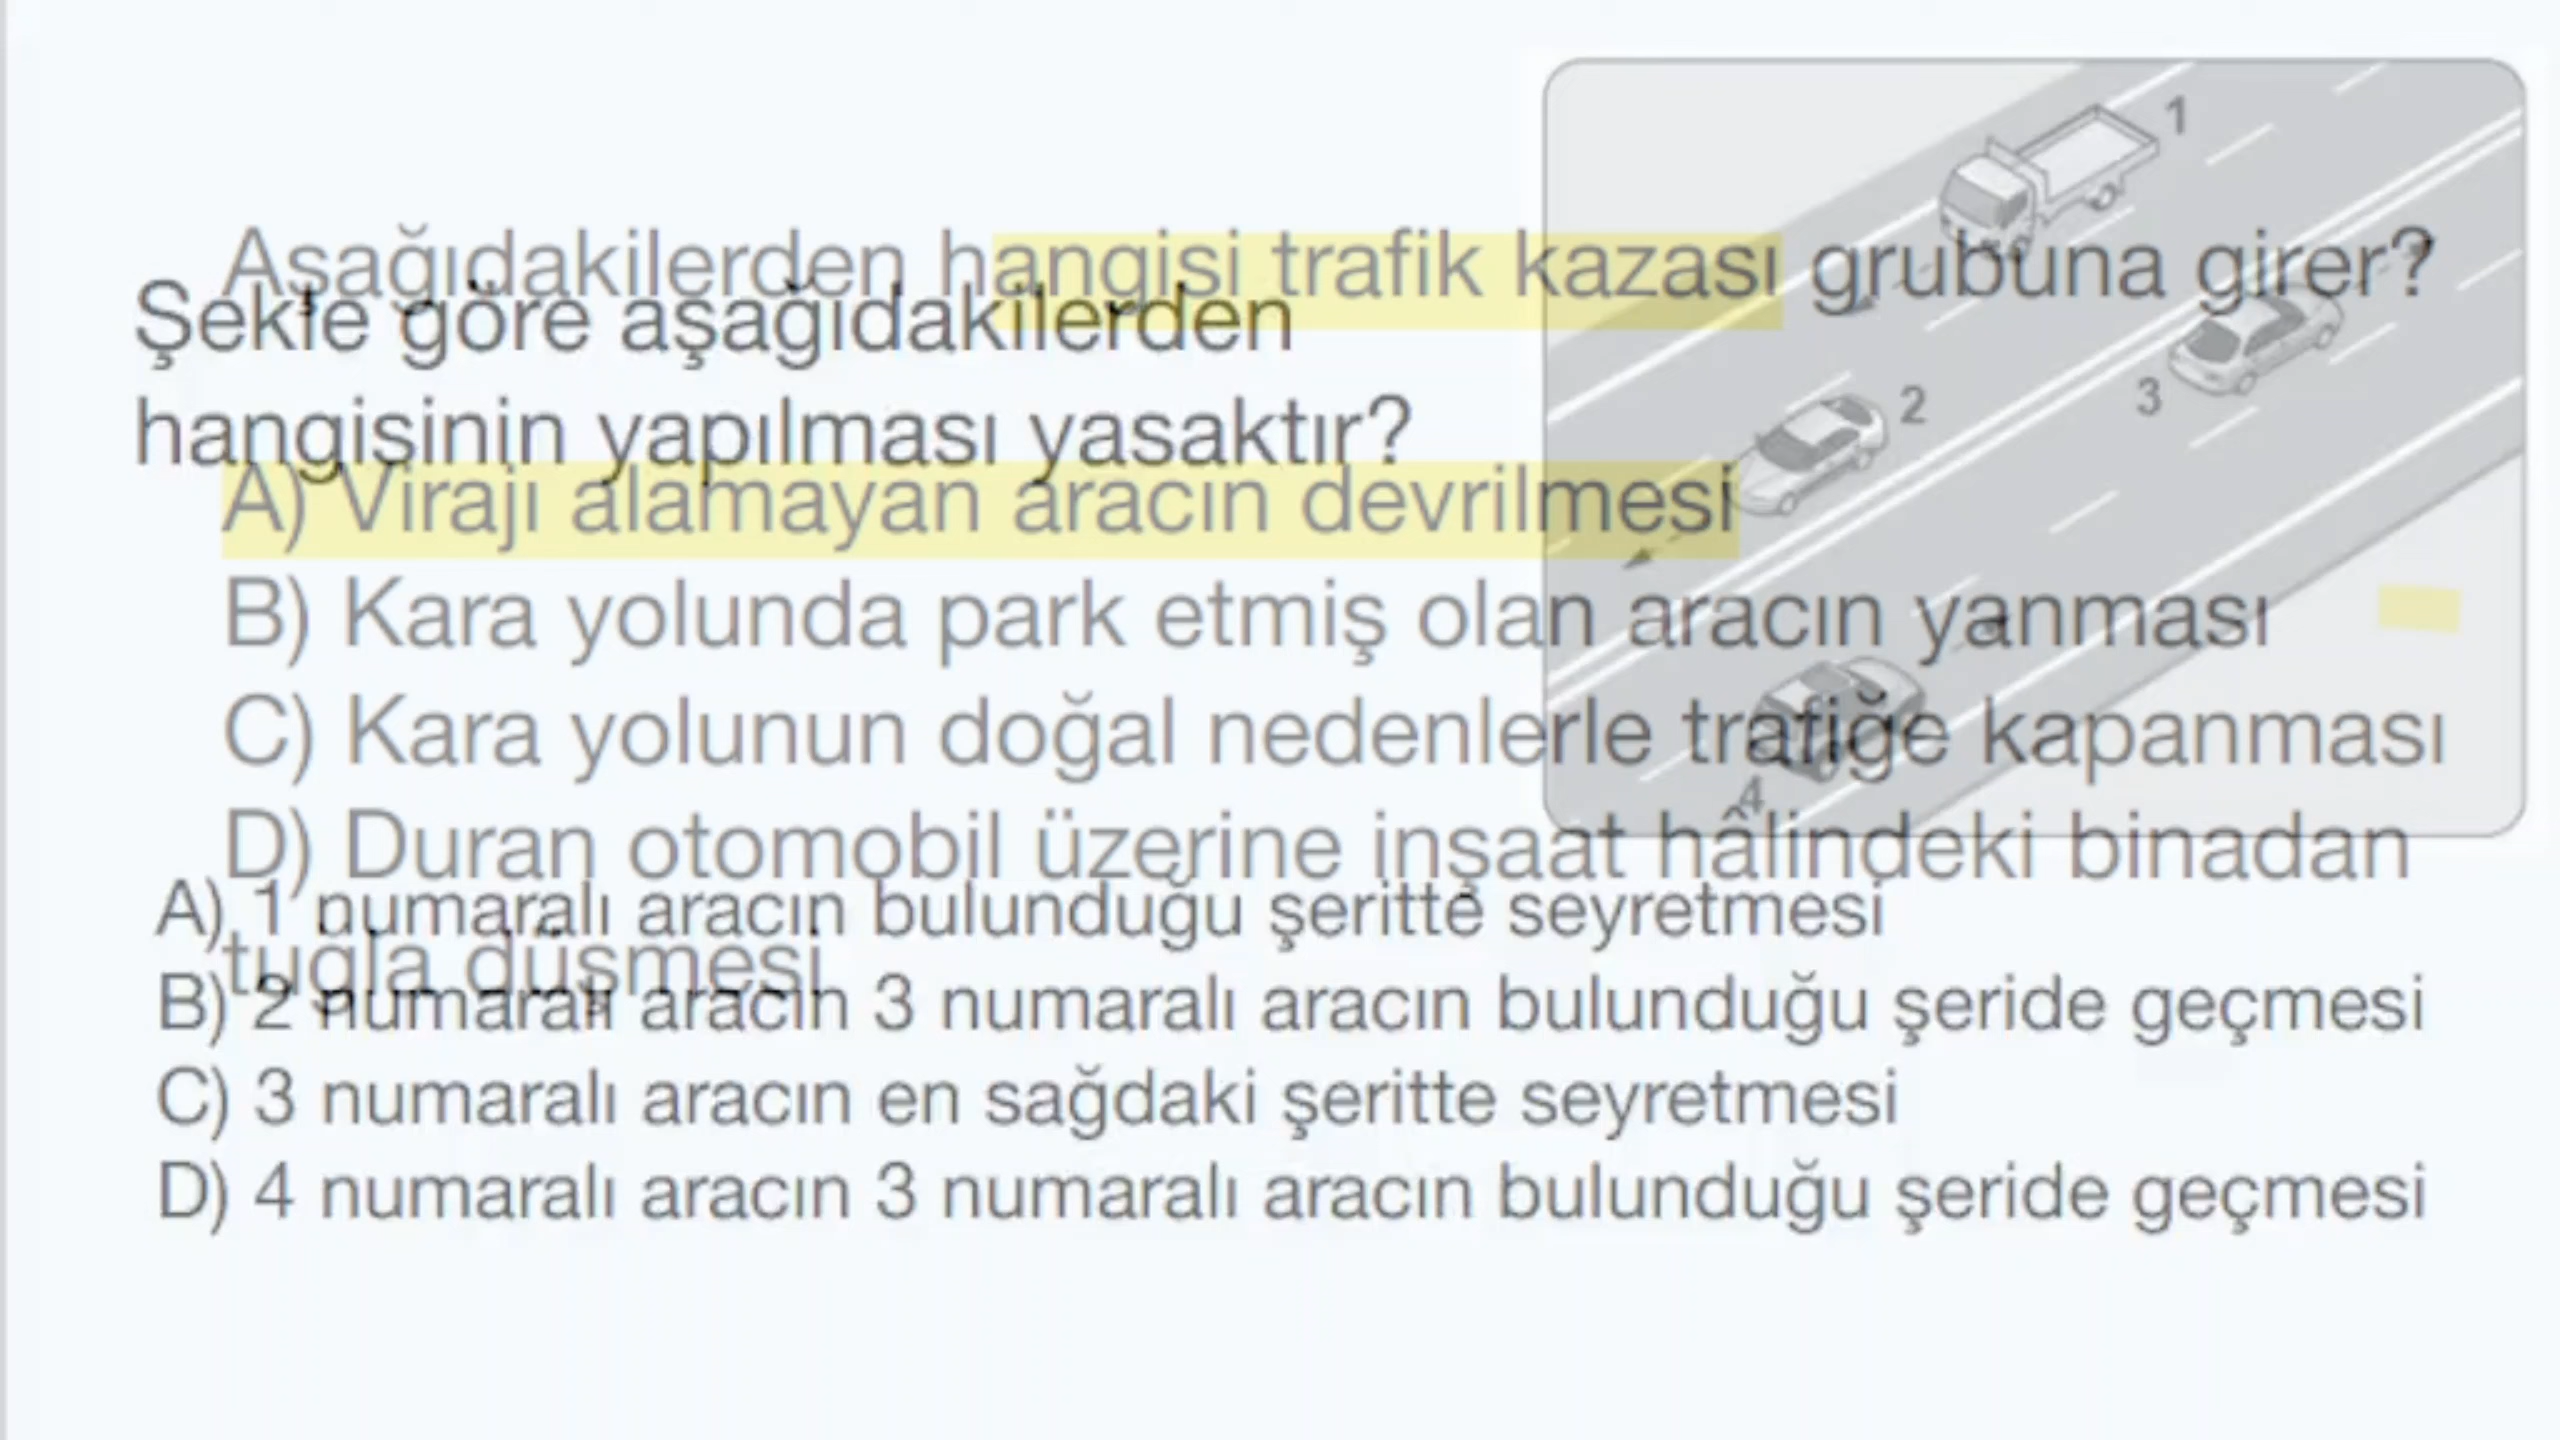 Aşağıdakilerden hangisi trafik kazası grubuna girer?
A) Virajı alamayan aracın devrilmesi
B) Kara yolunda park etmiş olan aracın yanması
C) Kara yolunun doğal nedenlerle trafiğe kapanması
D) Duran otomobil üzerine inşaat hâlindeki binadan
tuğla düşmesi
Şekle göre aşağıdakilerden
hangisinin yapılması yasaktır?
1
2
3
4
A) 1 numaralı aracın bulunduğu şeritte seyretmesi
B) 2 numaralı aracın 3 numaralı aracın bulunduğu şeride geçmesi
C) 3 numaralı aracın en sağdaki şeritte seyretmesi
D) 4 numaralı aracın 3 numaralı aracın bulunduğu şeride geçmesi